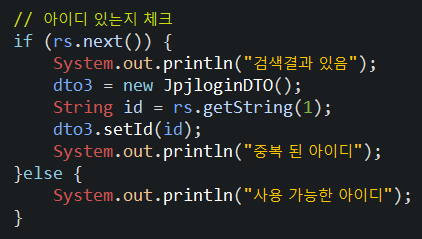 // 아이디 있는지 체크
if (rs.next()) {
    System.out.println("검색결과 있음");
    dto3 = new JpjloginDTO();
    String id = rs.getString(1);
    dto3.setId(id);
    System.out.println("중복 된 아이디");
}else {
    System.out.println("사용 가능한 아이디");
}